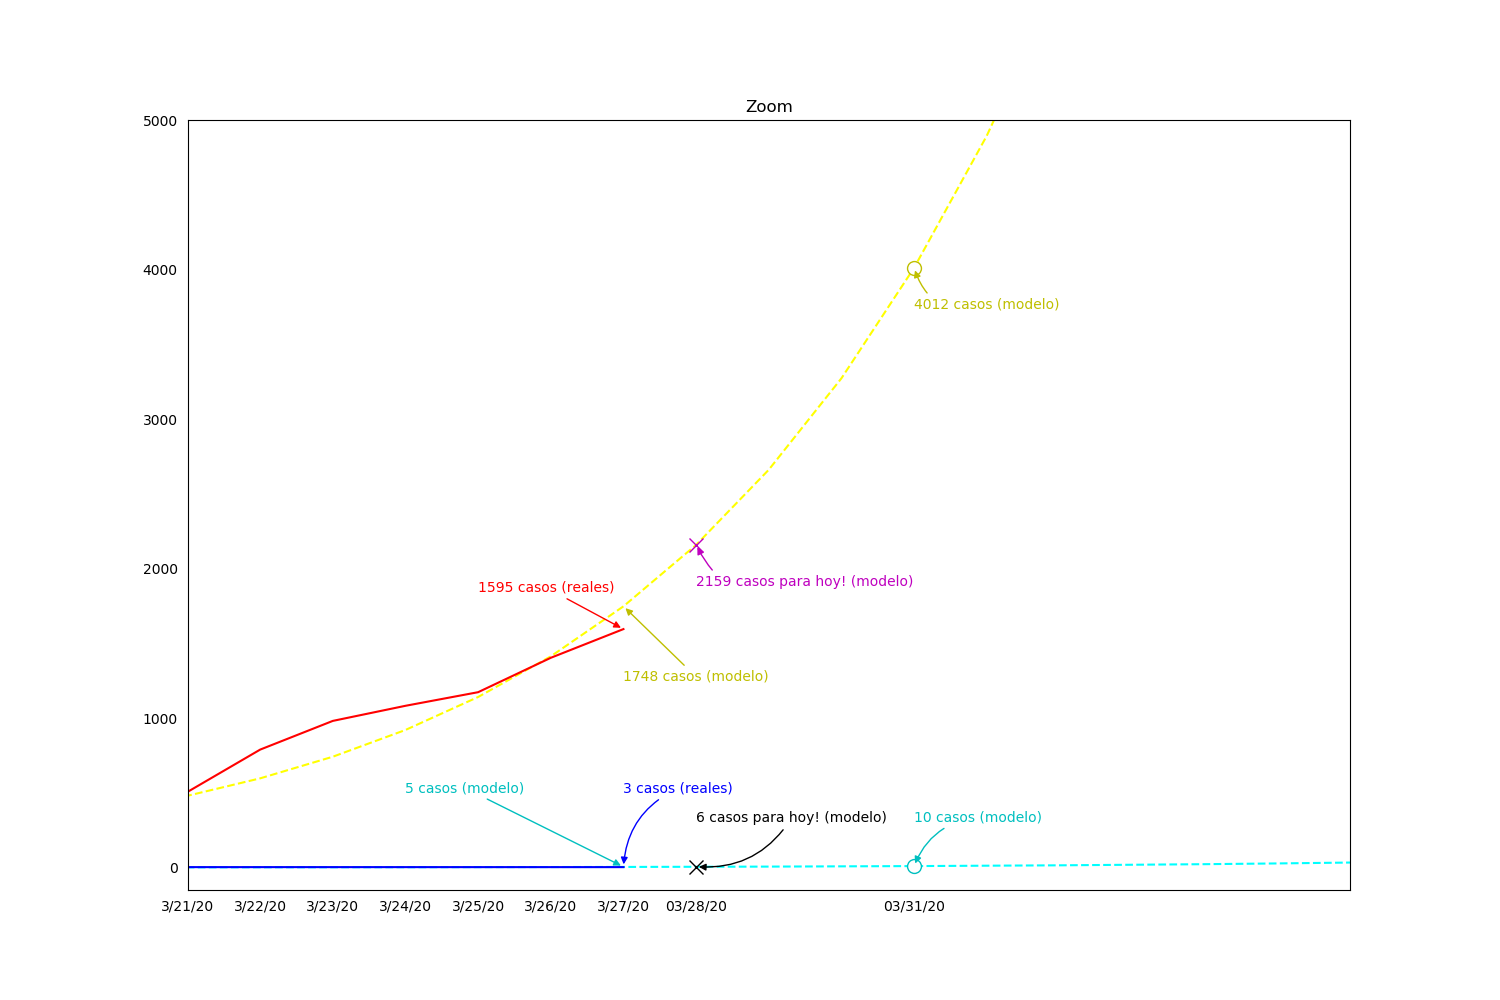 Zoom
5000
4000
4012 casos (modelo)
3000
2000
2159 casos para hoy! (modelo)
1595 casos (reales)
1748 casos (modelo)
1000
5 casos (modelo)
3 casos (reales)
6 casos para hoy! (modelo)
10 casos (modelo)
0
3/21/20 3/22/20 3/23/20 3/24/20 3/25/20 3/26/20 3/27/20 03/28/20 03/31/20